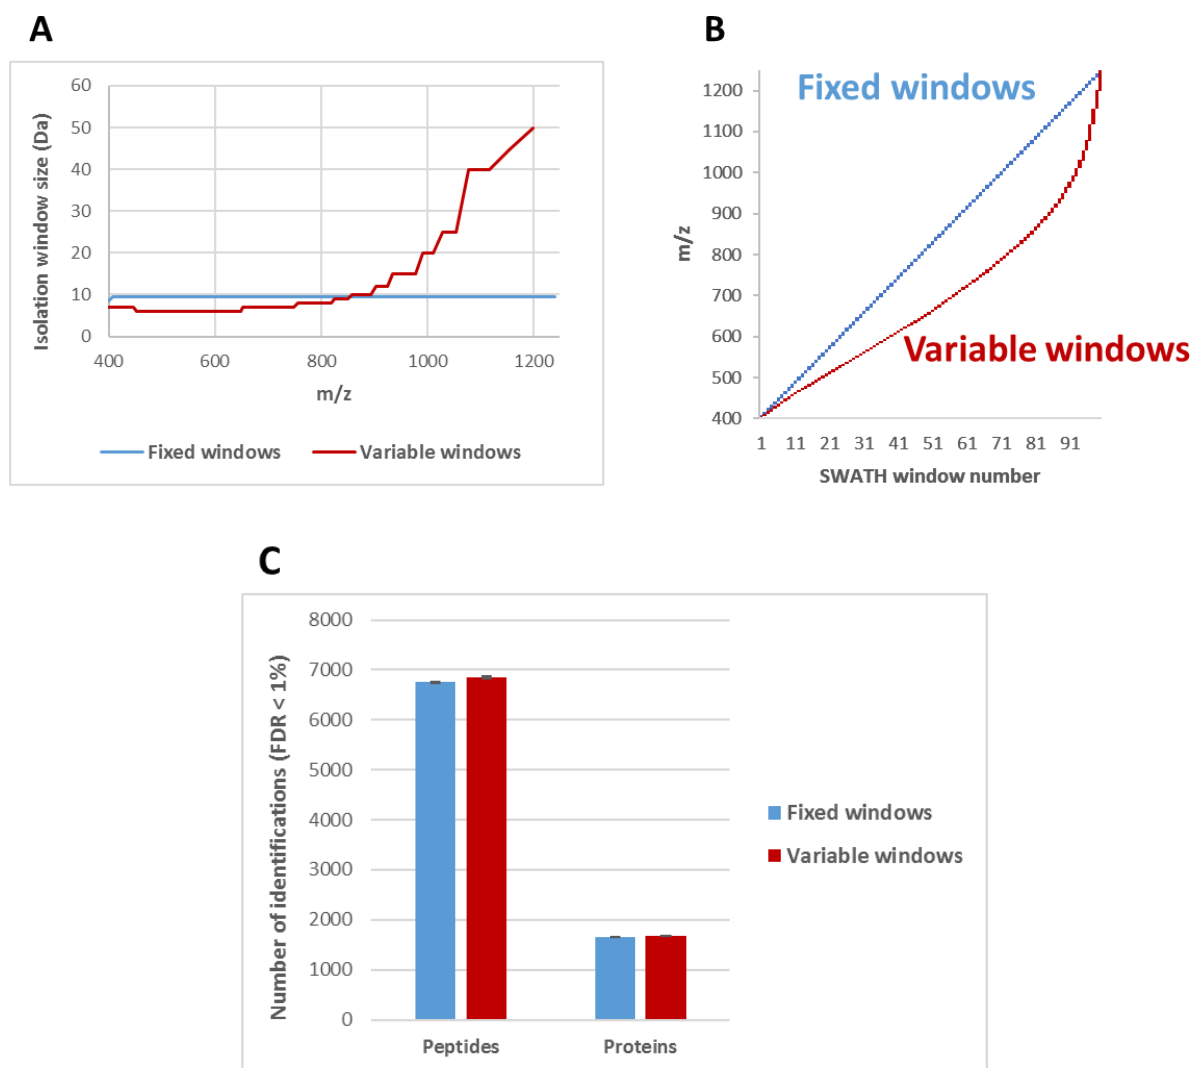 A
60
50
40
30
20
10
0
Isolation window size (Da)
400 600 800 1000 1200
m/z
Fixed windows Variable windows
B
Fixed windows
Variable windows
1200
1100
1000
900
800
700
600
500
400
m/z
1 11 21 31 41 51 61 71 81 91
SWATH window number
C
8000
7000
6000
5000
4000
3000
2000
1000
0
Number of identifications (FDR < 1%)
Peptides Proteins
Fixed windows
Variable windows